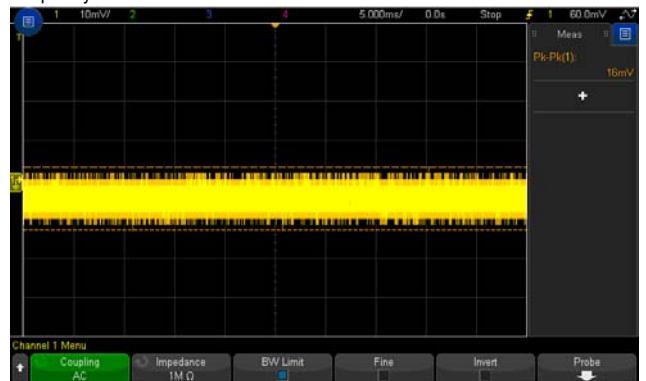 1 10mV/ 2 3 4 5.000ms/ 0.0s Stop 1 60.0mV
T Meas
Pk-Pk(1):
16mV
+
Channel 1 Menu
Coupling Impedance BW Limit Fine Invert Probe
AC 1M Ω